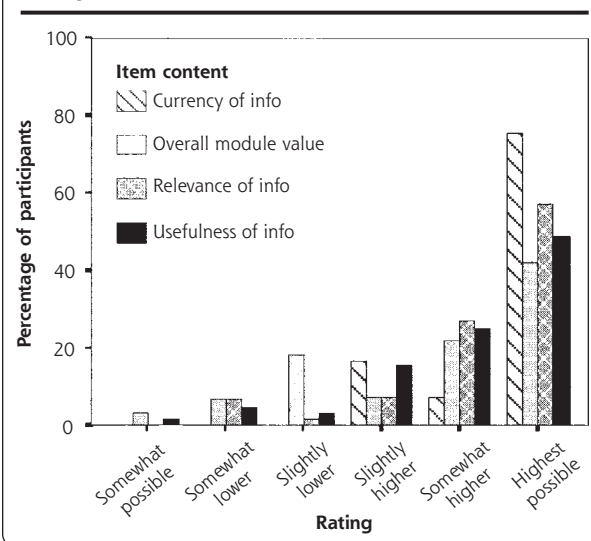 100
80
60
40
20
0
Percentage of participants
Item content
Currency of info
Overall module value
Relevance of info
Usefulness of info
Somewhat possible
Somewhat lower
Slightly lower
Slightly higher
Somewhat higher
Highest possible
Rating